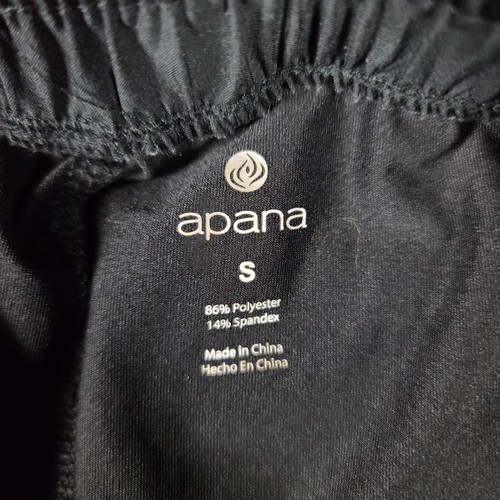 apana
S
86% Polyester
14% Spandex
Made in China
Hecho En China